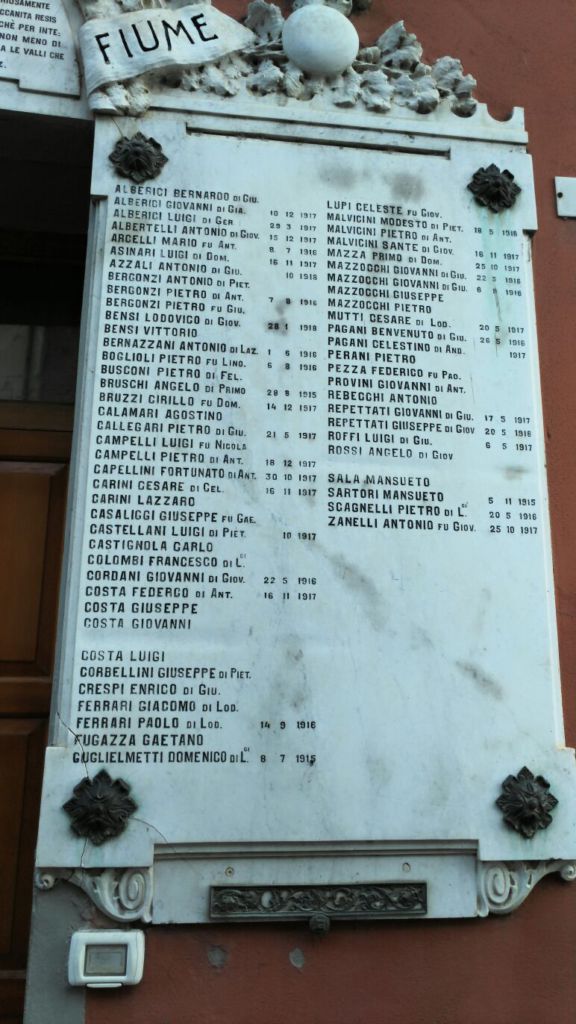 FIUME
CHÈ PER INTE:
NON MENO DI
A LE VALLI CHE
ALBERICI BERNARDO DI GIU.
ALBERICI GIOVANNI DI GIA. 10 12 1917
ALBERICI LUIGI DI GER 29 3 1917
ALBERTELLI ANTONIO DI GIOV. 15 12 1917
ARCELLI MARIO FU ANT. 8 7 1916
ASINARI LUIGI DI DOM. 16 11 1917
AZZALI ANTONIO DI GIU. 10 1918
BERGONZI ANTONIO DI PIET.
BERGONZI PIETRO DI ANT. 7 8 1916
BERGONZI PIETRO FU GIU.
BENSI LODOVICO DI GIOV. 28 1 1918
BENSI VITTORIO
BERNAZZANI ANTONIO DI LAZ. 1 6 1916
BOGLIOLI PIETRO FU LIND. 6 8 1916
BUSCONI PIETRO DI FEL.
BRUSCHI ANGELO DI PRIMO 28 8 1915
BRUZZI CIRILLO FU DOM. 14 12 1917
CALAMARI AGOSTINO
CALLEGARI PIETRO DI GIU. 21 5 1917
CAMPELLI LUIGI FU NICOLA
CAMPELLI PIETRO DI ANT. 18 12 1917
CAPELLINI FORTUNATO DI ANT. 30 10 1917
CARINI CESARE DI CEL. 16 11 1917
CARINI LAZZARO
CASALIGGI GIUSEPPE FU GAE.
CASTELLANI LUIGI DI PIET. 10 1917
CASTIGNOLA CARLO
COLOMBI FRANCESCO DI L.GI
CORDANI GIOVANNI DI GIOV. 22 5 1916
COSTA FEDERCO DI ANT. 16 11 1917
COSTA GIUSEPPE
COSTA GIOVANNI
COSTA LUIGI
CORBELLINI GIUSEPPE DI PIET.
CRESPI ENRICO DI GIU.
FERRARI GIACOMO DI LOD.
FERRARI PAOLO DI LOD. 14 9 1916
FUGAZZA GAETANO
GUGLIELMETTI DOMENICO DI L.GI 8 7 1915
LUPI CELESTE FU GIOV.
MALVICINI MODESTO DI PIET. 18 5 1916
MALVICINI PIETRO DI ANT.
MALVICINI SANTE DI GIOV. 16 11 1917
MAZZA PRIMO DI DOM. 25 10 1917
MAZZOCCHI GIOVANNI DI GIU. 22 5 1916
MAZZOCCHI GIOVANNI DI GIU. 6 8 1916
MAZZOCCHI GIUSEPPE
MAZZOCCHI PIETRO
MUTTI CESARE DI LOD. 20 5 1917
PAGANI BENVENUTO DI GIU. 26 5 1916
PAGANI CELESTINO DI AND. 1917
PERANI PIETRO
PEZZA FEDERICO FU PAO.
PROVINI GIOVANNI DI ANT.
REBECCHI ANTONIO
REPETTATI GIOVANNI DI GIU. 17 5 1917
REPETTATI GIUSEPPE DI GIOV 20 5 1916
ROFFI LUIGI DI GIU. 6 5 1917
ROSSI ANGELO DI GIOV
SALA MANSUETO
SARTORI MANSUETO 5 11 1915
SCAGNELLI PIETRO DI L.GI 20 5 1916
ZANELLI ANTONIO FU GIOV. 25 10 1917